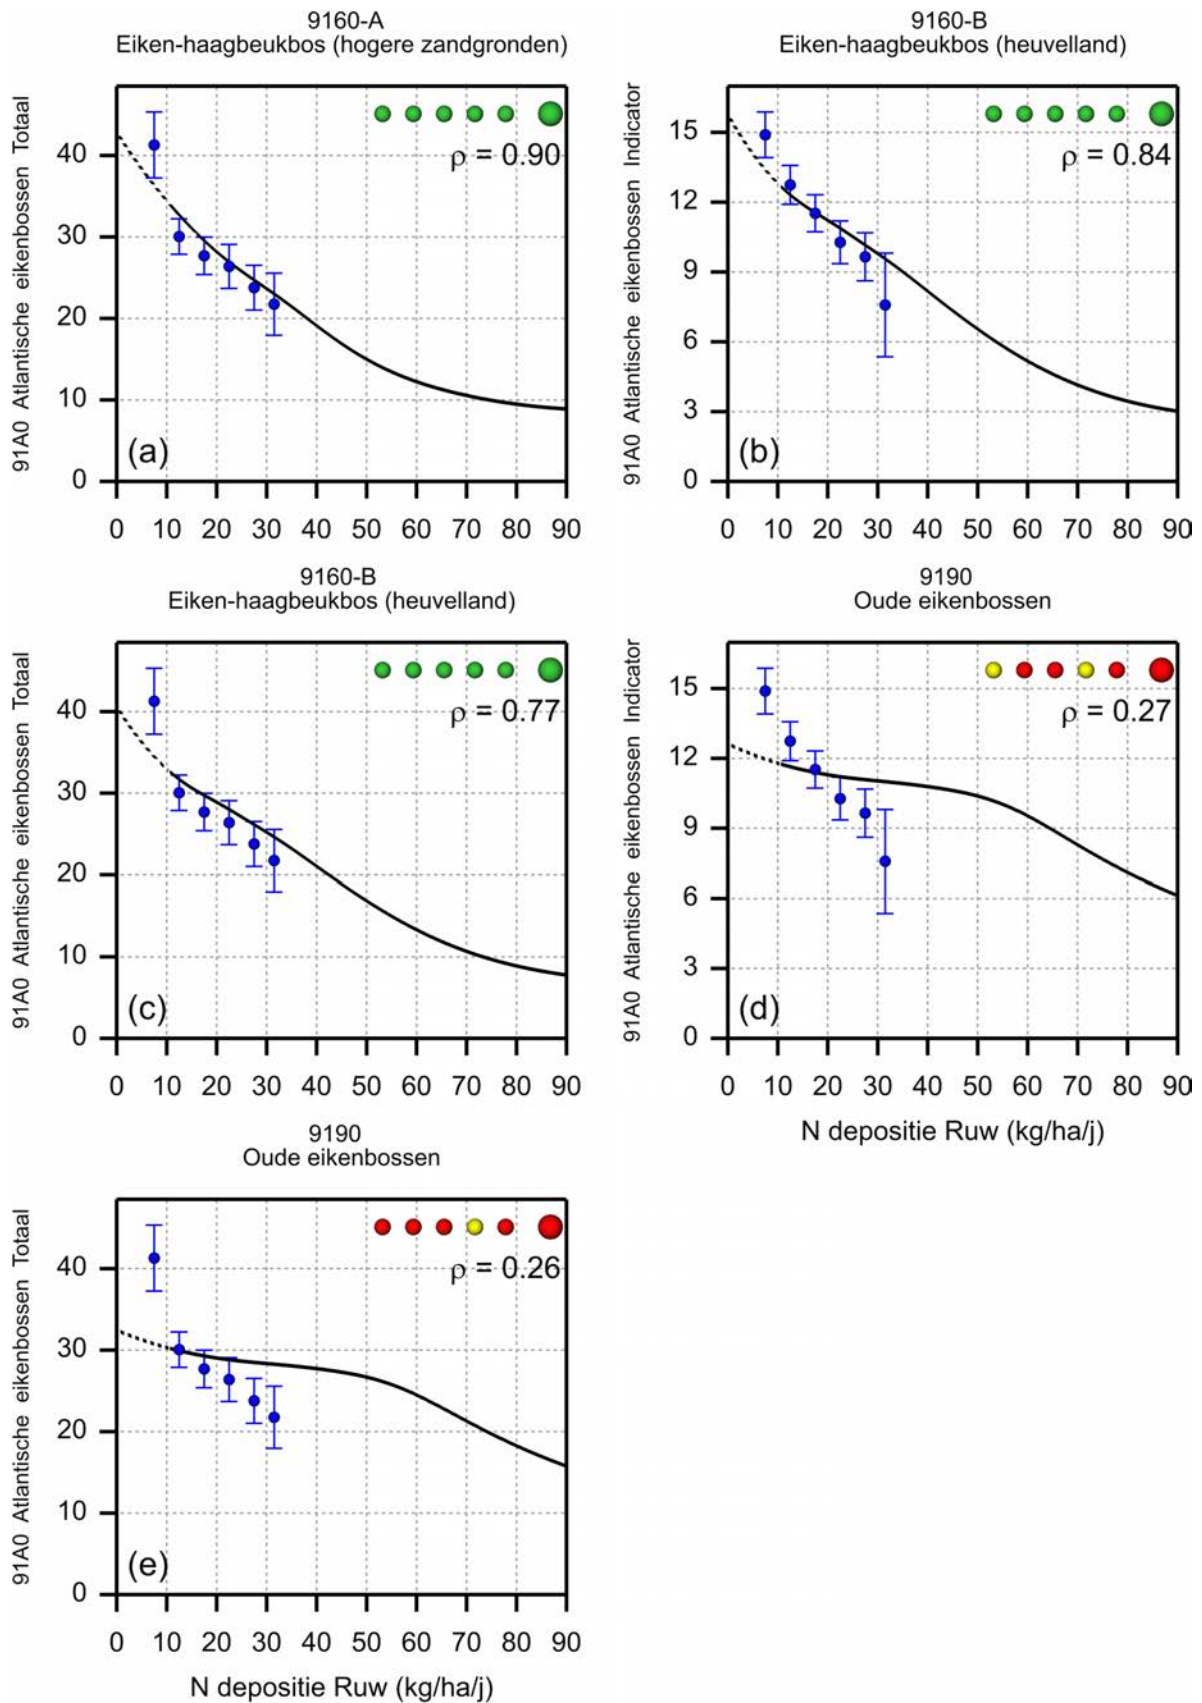 9160-A
Eiken-haagbeukbos (hogere zandgronden)
91A0 Atlantische eikenbossen Totaal
40
30
20
10
0
ρ = 0.90
(a)
0 10 20 30 40 50 60 70 80 90
9160-B
Eiken-haagbeukbos (heuvelland)
91A0 Atlantische eikenbossen Indicator
15
12
9
6
3
0
ρ = 0.84
(b)
0 10 20 30 40 50 60 70 80 90
9160-B
Eiken-haagbeukbos (heuvelland)
91A0 Atlantische eikenbossen Totaal
40
30
20
10
0
ρ = 0.77
(c)
0 10 20 30 40 50 60 70 80 90
9190
Oude eikenbossen
91A0 Atlantische eikenbossen Indicator
15
12
9
6
3
0
ρ = 0.27
(d)
0 10 20 30 40 50 60 70 80 90
N depositie Ruw (kg/ha/j)
9190
Oude eikenbossen
91A0 Atlantische eikenbossen Totaal
40
30
20
10
0
ρ = 0.26
(e)
0 10 20 30 40 50 60 70 80 90
N depositie Ruw (kg/ha/j)